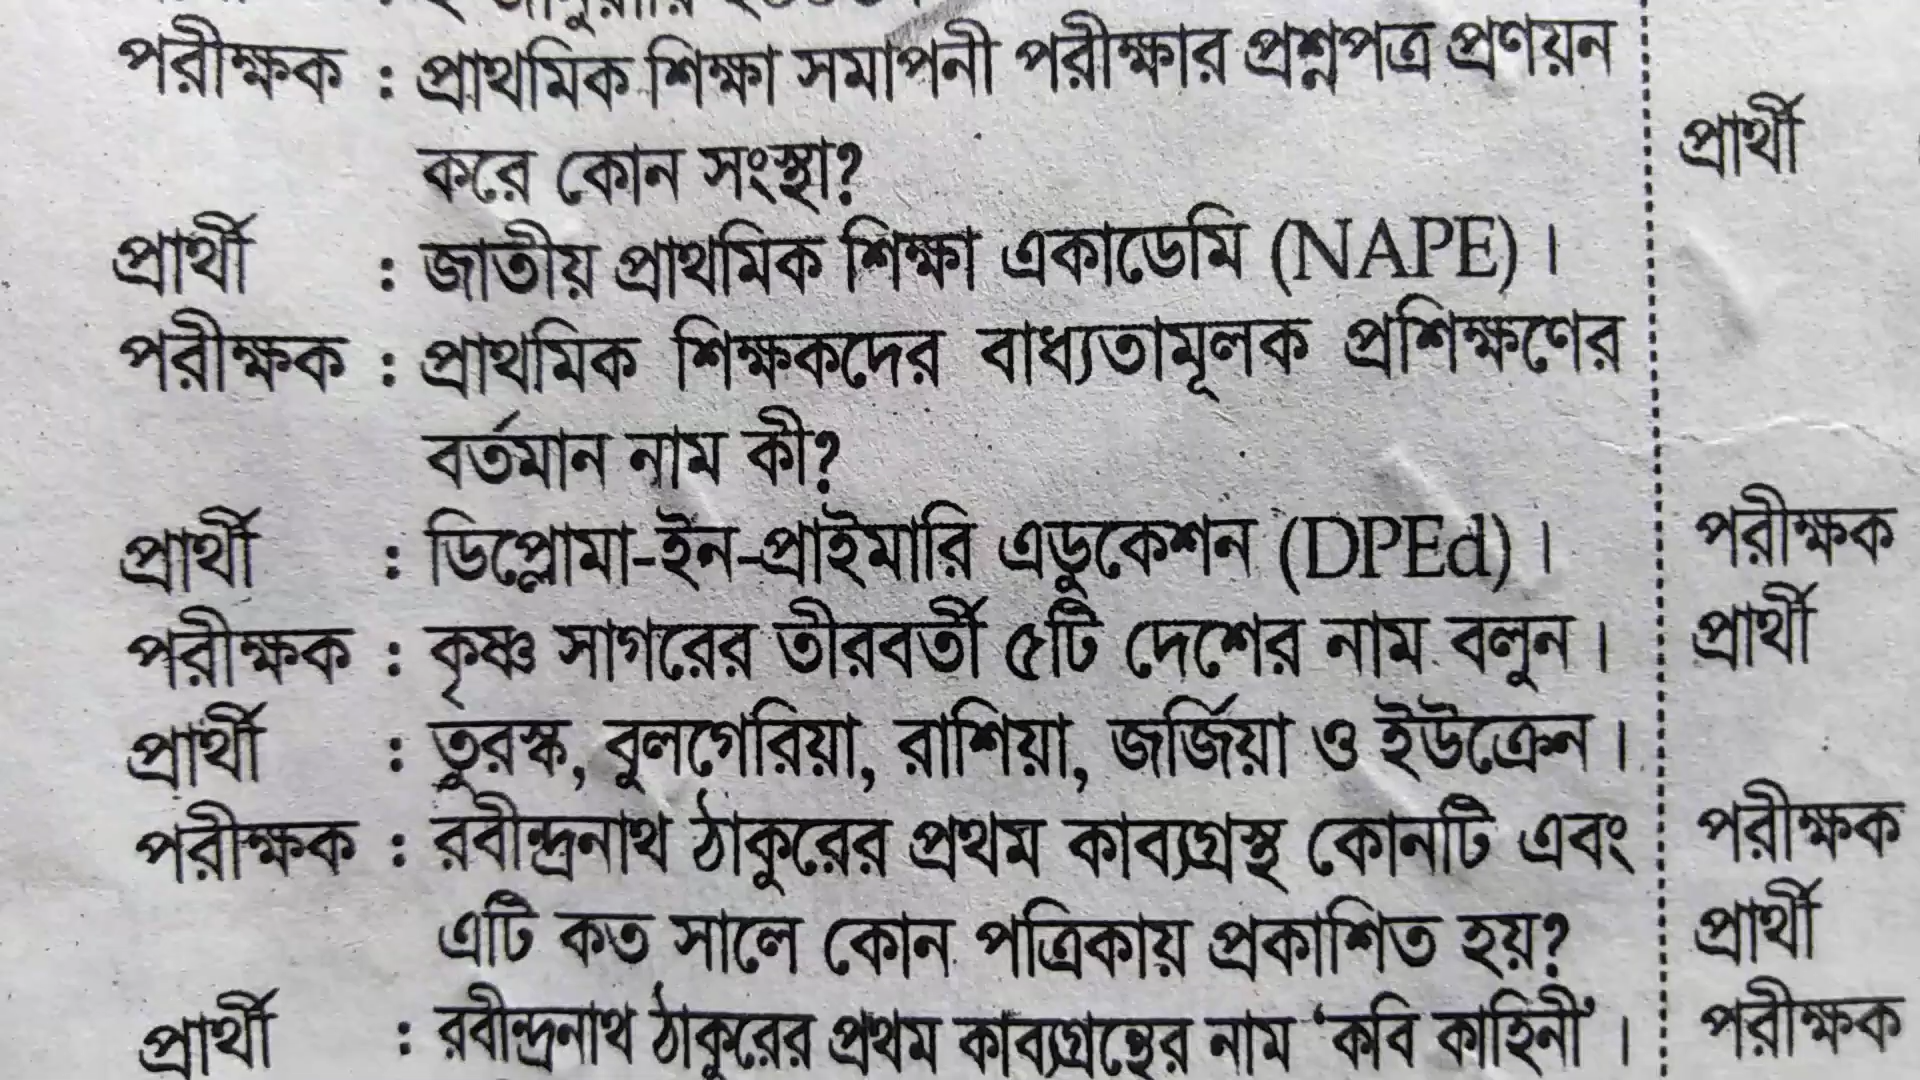 পরীক্ষক : প্রাথমিক শিক্ষা সমাপনী পরীক্ষার প্রশ্নপত্র প্রণয়ন
করে কোন সংস্থা?
প্রার্থী : জাতীয় প্রাথমিক শিক্ষা একাডেমি (NAPE)।
পরীক্ষক : প্রাথমিক শিক্ষকদের বাধ্যতামূলক প্রশিক্ষণের
বর্তমান নাম কী?
প্রার্থী : ডিপ্লোমা-ইন-প্রাইমারি এডুকেশন (DPEd)।
পরীক্ষক : কৃষ্ণ সাগরের তীরবর্তী ৫টি দেশের নাম বলুন।
প্রার্থী : তুরস্ক, বুলগেরিয়া, রাশিয়া, জর্জিয়া ও ইউক্রেন।
পরীক্ষক : রবীন্দ্রনাথ ঠাকুরের প্রথম কাব্যগ্রন্থ কোনটি এবং
এটি কত সালে কোন পত্রিকায় প্রকাশিত হয়?
প্রার্থী : রবীন্দ্রনাথ ঠাকুরের প্রথম কাব্যগ্রন্থের নাম ‘কবি কাহিনী’।
প্রার্থী
পরীক্ষক
প্রার্থী
পরীক্ষক
প্রার্থী
পরীক্ষক